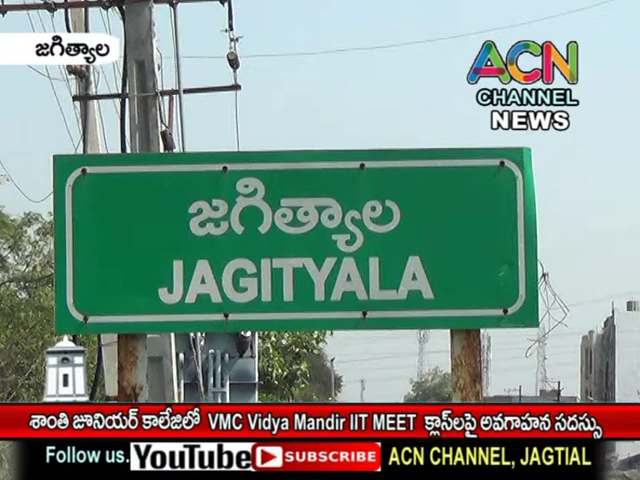 జగిత్యాల
ACN
CHANNEL
NEWS
జగిత్యాల
JAGITYALA
శాంతి జూనియర్ కాలేజిలో VMC Vidya Mandir IIT MEET క్లాస్‌లపై అవగాహన సదస్సు
Follow us. YouTube SUBSCRIBE ACN CHANNEL, JAGTIAL